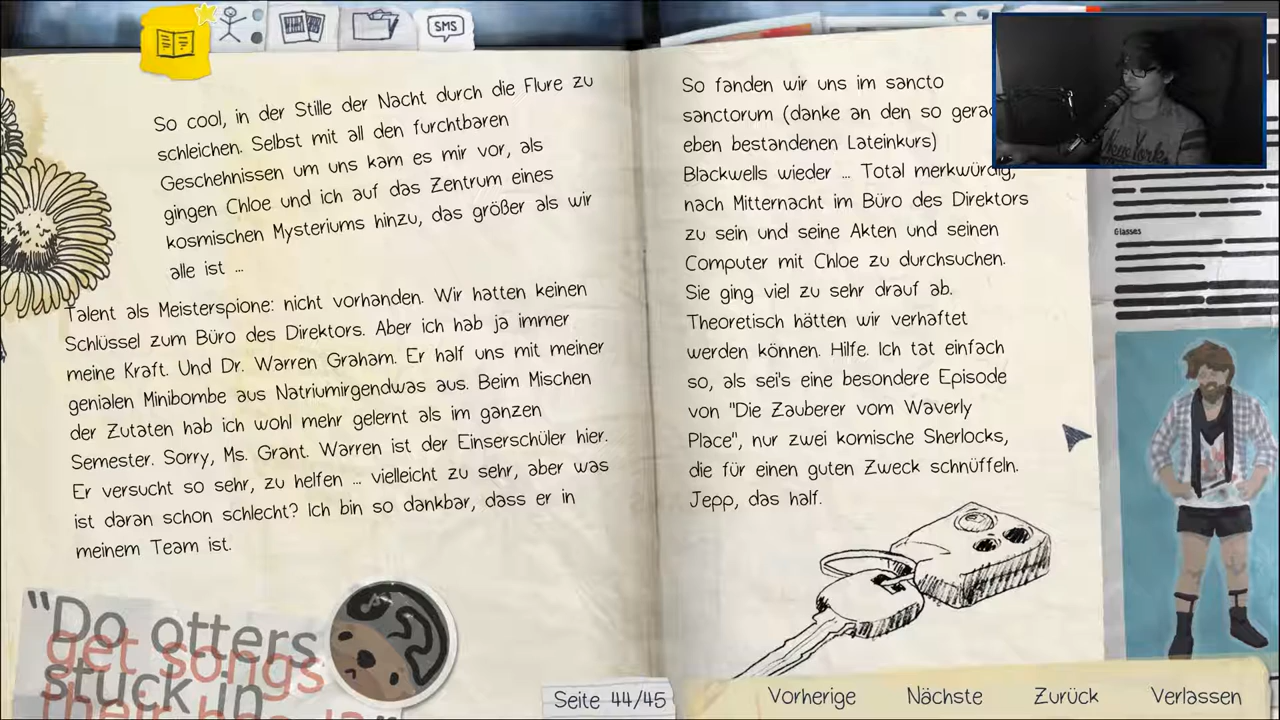 SMS
So cool, in der Stille der Nacht durch die Flure zu
schleichen. Selbst mit all den furchtbaren
Geschehnissen um uns kam es mir vor, als
gingen Chloe und ich auf das Zentrum eines
kosmischen Mysteriums hinzu, das größer als wir
alle ist ...
Talent als Meisterspione: nicht vorhanden. Wir hatten keinen
Schlüssel zum Büro des Direktors. Aber ich hab ja immer
meine Kraft. Und Dr. Warren Graham. Er half uns mit meiner
genialen Minibombe aus Natriumirgendwas aus. Beim Mischen
der Zutaten hab ich wohl mehr gelernt als im ganzen
Semester. Sorry, Ms. Grant. Warren ist der Einserschüler hier.
Er versucht so sehr, zu helfen ... vielleicht zu sehr, aber was
ist daran schon schlecht? Ich bin so dankbar, dass er in
meinem Team ist.
"Do otters
get songs
stuck in
their
So fanden wir uns im sancto
sanctorum (danke an den so
eben bestandenen Lateinkurs)
Blackwells wieder ... Total merkwürdig,
nach Mitternacht im Büro des Direktors
zu sein und seine Akten und seinen
Computer mit Chloe zu durchsuchen.
Sie ging viel zu sehr drauf ab.
Theoretisch hätten wir verhaftet
werden können. Hilfe. Ich tat einfach
so, als sei's eine besondere Episode
von "Die Zauberer vom Waverly
Place", nur zwei komische Sherlocks,
die für einen guten Zweck schnüffeln.
Jepp, das half.
Glasses
Seite 44/45
Vorherige
Nächste
Zurück
Verlassen